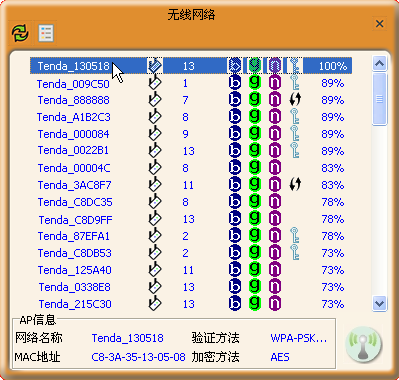 无线网络
Tenda_130518 13 b g n 100%
Tenda_009C50 1 b g n 89%
Tenda_888888 7 b g n 89%
Tenda_A1B2C3 8 b g n 89%
Tenda_000084 9 b g n 89%
Tenda_0022B1 13 b g n 89%
Tenda_00004C 8 b g n 83%
Tenda_3AC8F7 11 b g n 83%
Tenda_C8DC35 8 b g n 78%
Tenda_C8D9FF 13 b g n 78%
Tenda_87EFA1 2 b g n 78%
Tenda_C8DB53 2 b g n 73%
Tenda_125A40 11 b g n 73%
Tenda_0338E8 13 b g n 73%
Tenda_215C30 13 b g n 73%
AP信息
网络名称 Tenda_130518 验证方法 WPA-PSK...
MAC地址 C8-3A-35-13-05-08 加密方法 AES